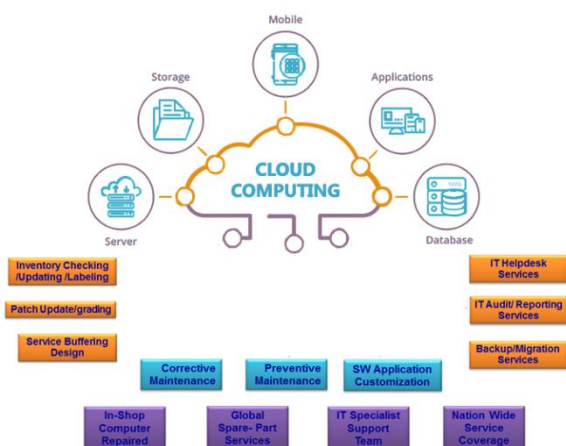 Mobile
Storage
Applications
CLOUD
COMPUTING
Server
Database
Inventory Checking
/Updating /Labeling
IT Helpdesk
Services
Patch Update/grading
IT Audit/ Reporting
Services
Service Buffering
Design
Backup/Migration
Services
Corrective
Maintenance
Preventive
Maintenance
SW Application
Customization
In-Shop
Computer
Repaired
Global
Spare- Part
Services
IT Specialist
Support
Team
Nation Wide
Service
Coverage